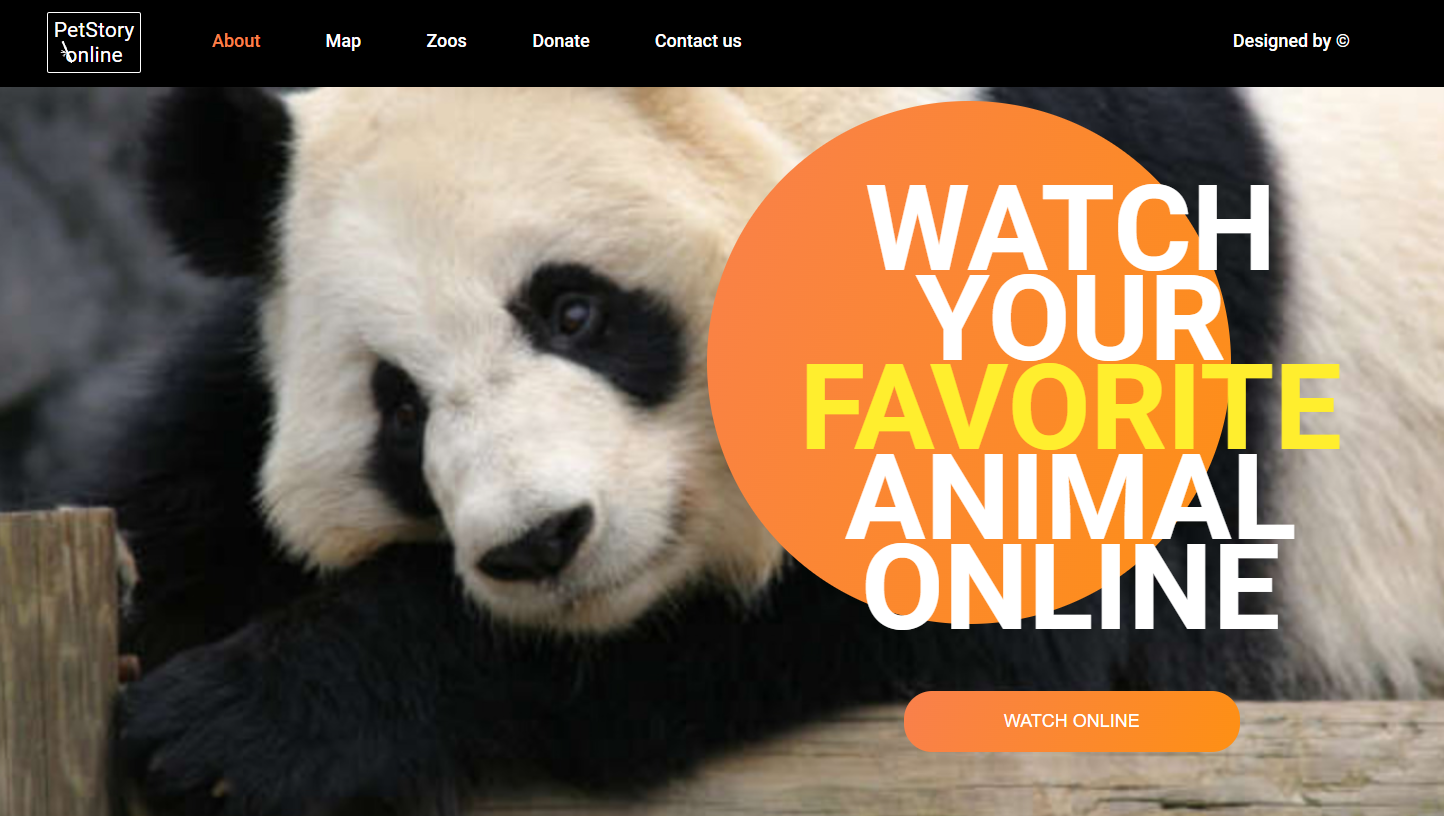 PetStory
online
About Map Zoos Donate Contact us Designed by ©
WATCH
YOUR
FAVORITE
ANIMAL
ONLINE
WATCH ONLINE